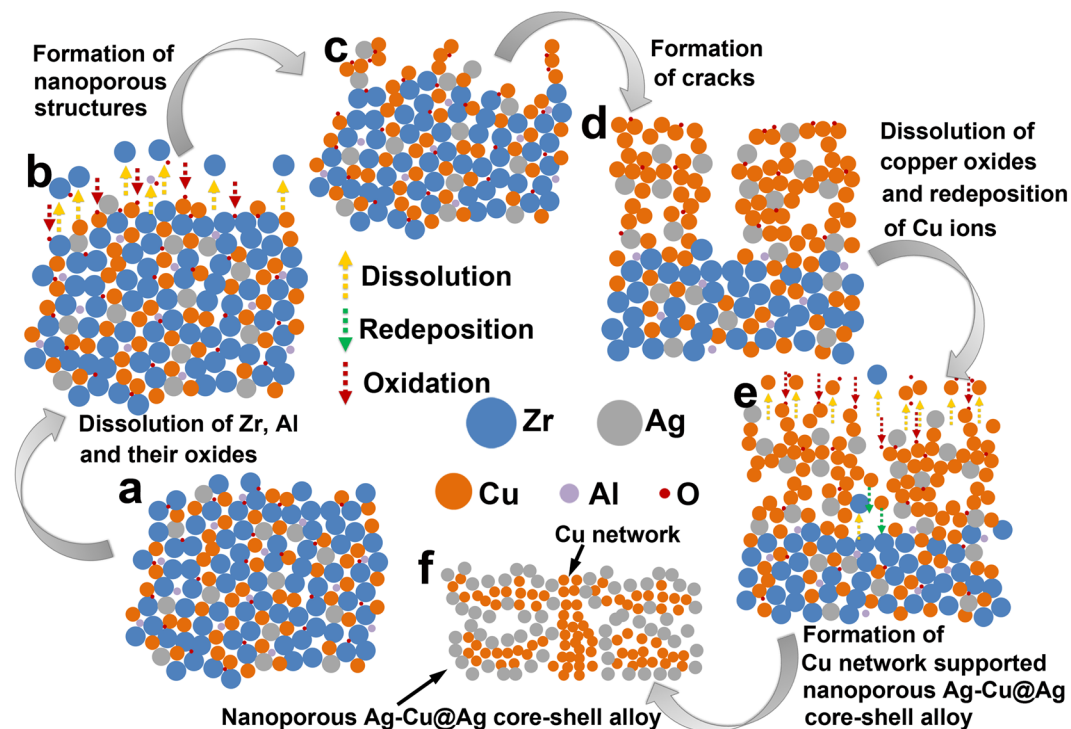 Formation of
nanoporous
structures
c
Formation
of cracks
d
Dissolution of
copper oxides
and redeposition
of Cu ions
b
Dissolution
Redeposition
Oxidation
Zr
Ag
Cu
Al
O
e
Dissolution of Zr, Al
and their oxides
a
Cu network
f
Nanoporous Ag-Cu@Ag core-shell alloy
Formation of
Cu network supported
nanoporous Ag-Cu@Ag
core-shell alloy